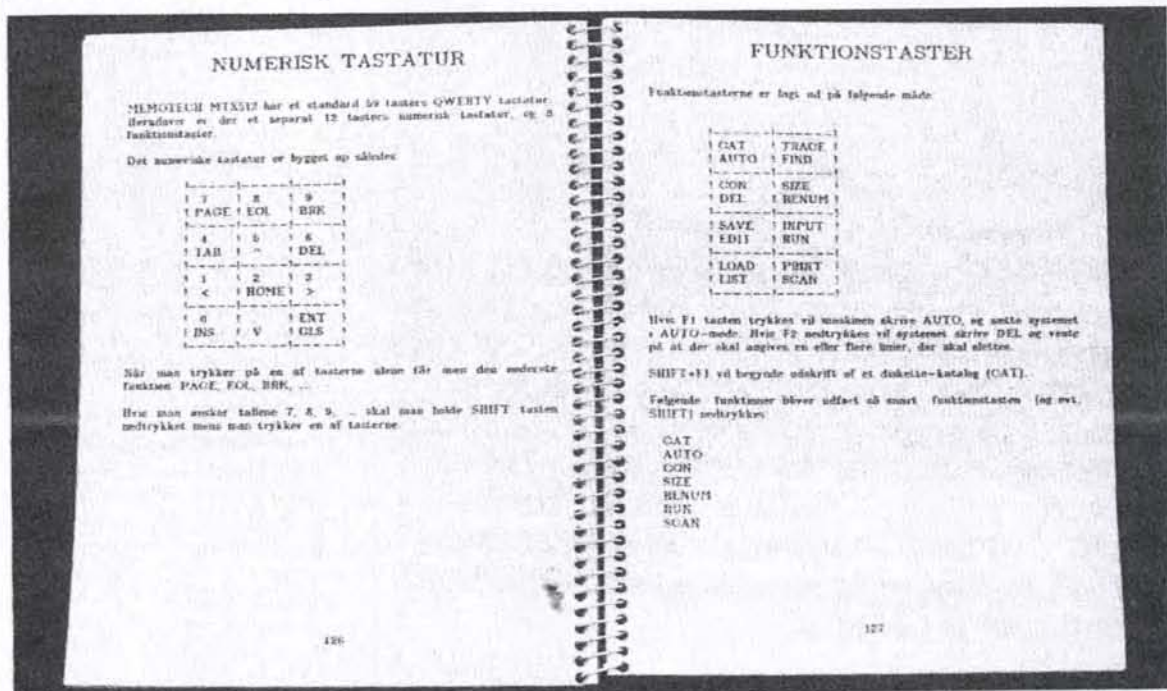 NUMERISK TASTATUR
MEMOTECH MTX512 har et standard 59 tasters QWERTY tastatur.
Herudover er der et separat 12 tasters numerisk tastatur, og 8
funktionstaster.
Det numeriske tastatur er bygget op således
7 8 9
PAGE EOL BRK
4 5 6
TAB ^ DEL
1 2 3
< HOME >
0 . ENT
INS V CLS
Når man trykker på en af tasterne alene får man den nederste
funktion PAGE, EOL, BRK, ...
Hvis man ønsker tallene 7, 8, 9, ... skal man holde SHIFT tasten
nedtrykket mens man trykker en af tasterne.
126
FUNKTIONSTASTER
Funktionstasterne er lagt ud på følgende måde
CAT TRACE
AUTO FIND
CON SIZE
DEL RENUM
SAVE INPUT
EDIT RUN
LOAD PRINT
LIST SCAN
Hvis F1 tasten trykkes vil maskinen skrive AUTO, og sætte systemet
i AUTO-mode. Hvis F2 nedtrykkes vil systemet skrive DEL og vente
på at der skal angives en eller flere linier, der skal slettes.
SHIFT+F1 vil begynde udskrift af et diskette-katalog (CAT).
Følgende funktioner bliver udført så snart funktionstasten (og evt.
SHIFT) nedtrykkes
CAT
AUTO
CON
SIZE
RENUM
RUN
SCAN
127